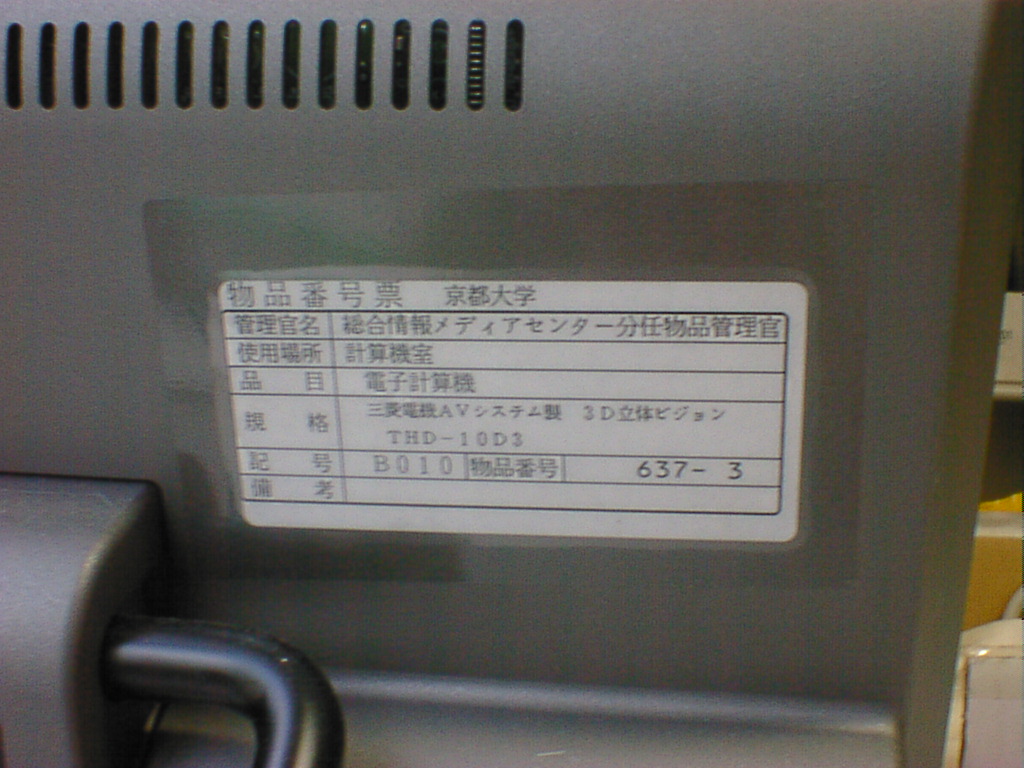 物品番号票 京都大学
管理官名 総合情報メディアセンター分任物品管理官
使用場所 計算機室
品目 電子計算機
規格 三菱電機AVシステム製 3D立体ビジョン
THD-10D3
記号 B010 物品番号 637- 3
備考